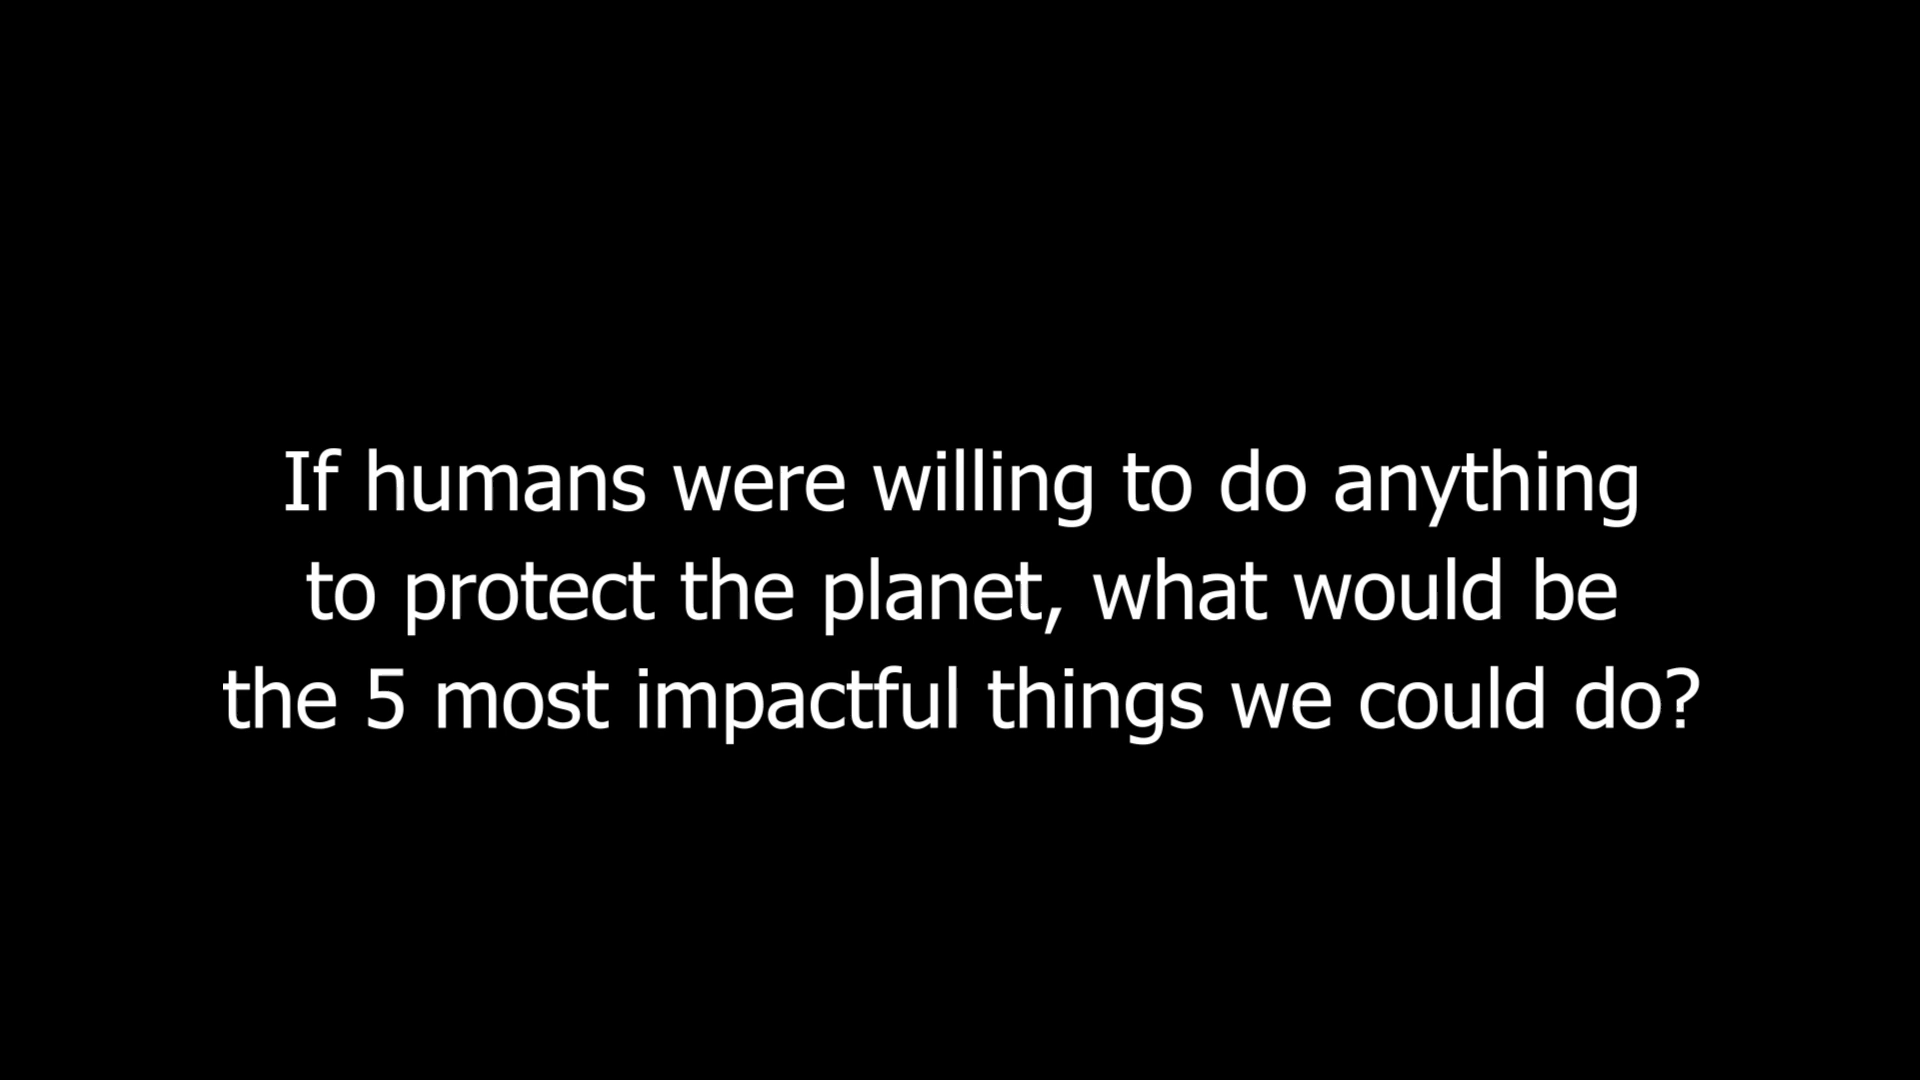 If humans were willing to do anything
to protect the planet, what would be
the 5 most impactful things we could do?